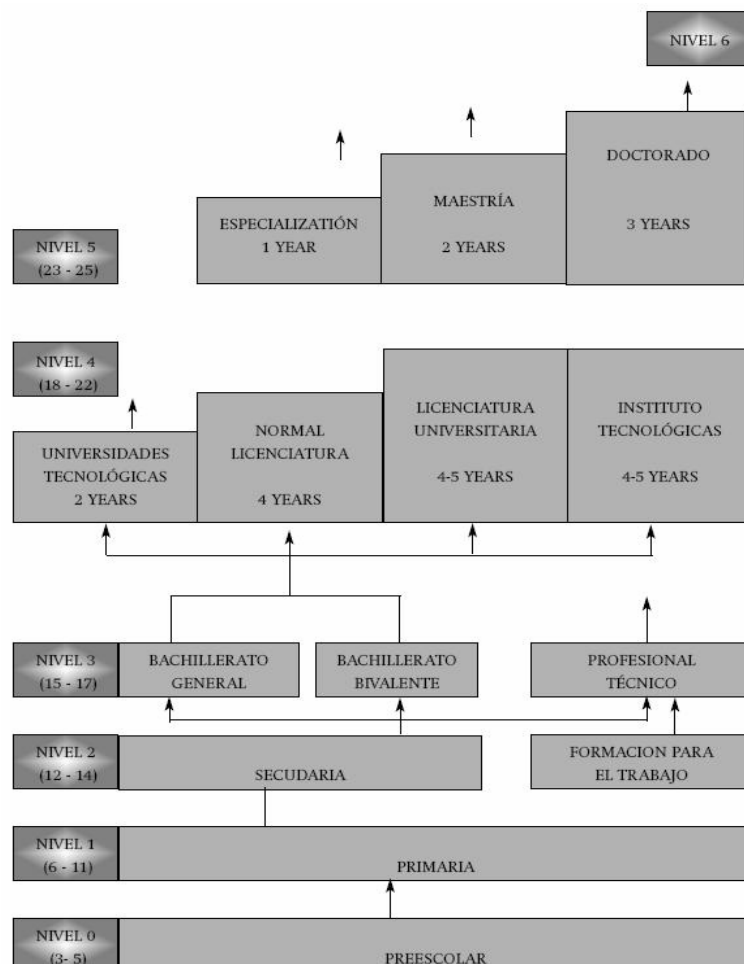 NIVEL 6
DOCTORADO
3 YEARS
MAESTRÍA
2 YEARS
ESPECIALIZATIÓN
1 YEAR
NIVEL 5
(23 - 25)
NIVEL 4
(18 - 22)
UNIVERSIDADES
TECNOLÓGICAS
2 YEARS
NORMAL
LICENCIATURA
4 YEARS
LICENCIATURA
UNIVERSITARIA
4-5 YEARS
INSTITUTO
TECNOLÓGICAS
4-5 YEARS
NIVEL 3
(15 - 17)
BACHILLERATO
GENERAL
BACHILLERATO
BIVALENTE
PROFESIONAL
TÉCNICO
NIVEL 2
(12 - 14)
SECUDARIA
FORMACION PARA
EL TRABAJO
NIVEL 1
(6 - 11)
PRIMARIA
NIVEL 0
(3- 5)
PREESCOLAR